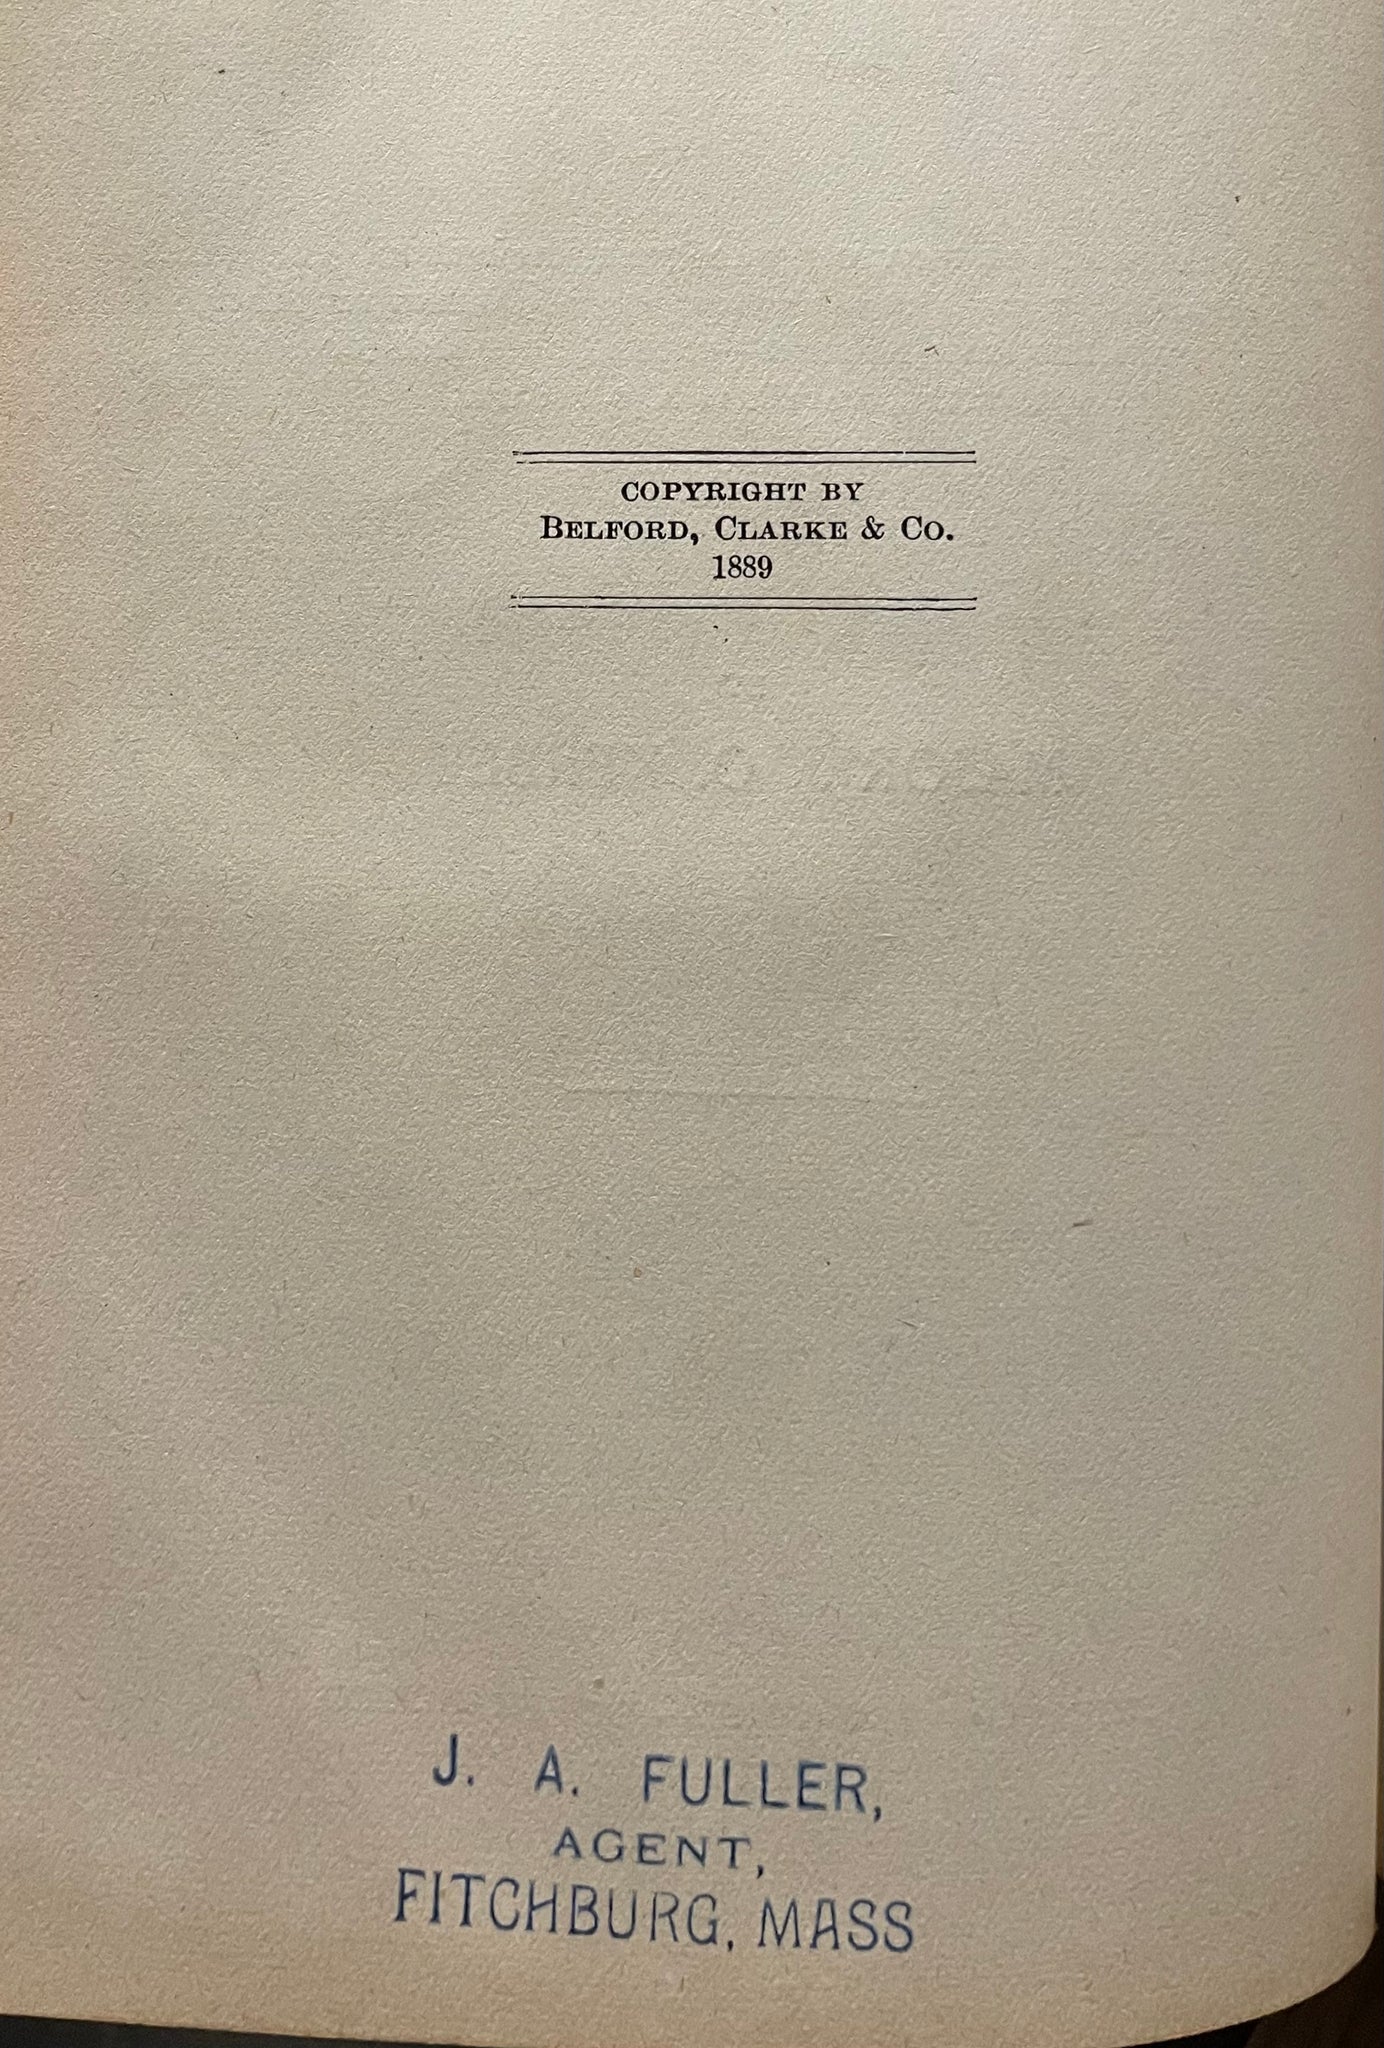 COPYRIGHT BY
BELFORD, CLARKE & CO.
1889
J. A. FULLER,
AGENT,
FITCHBURG, MASS